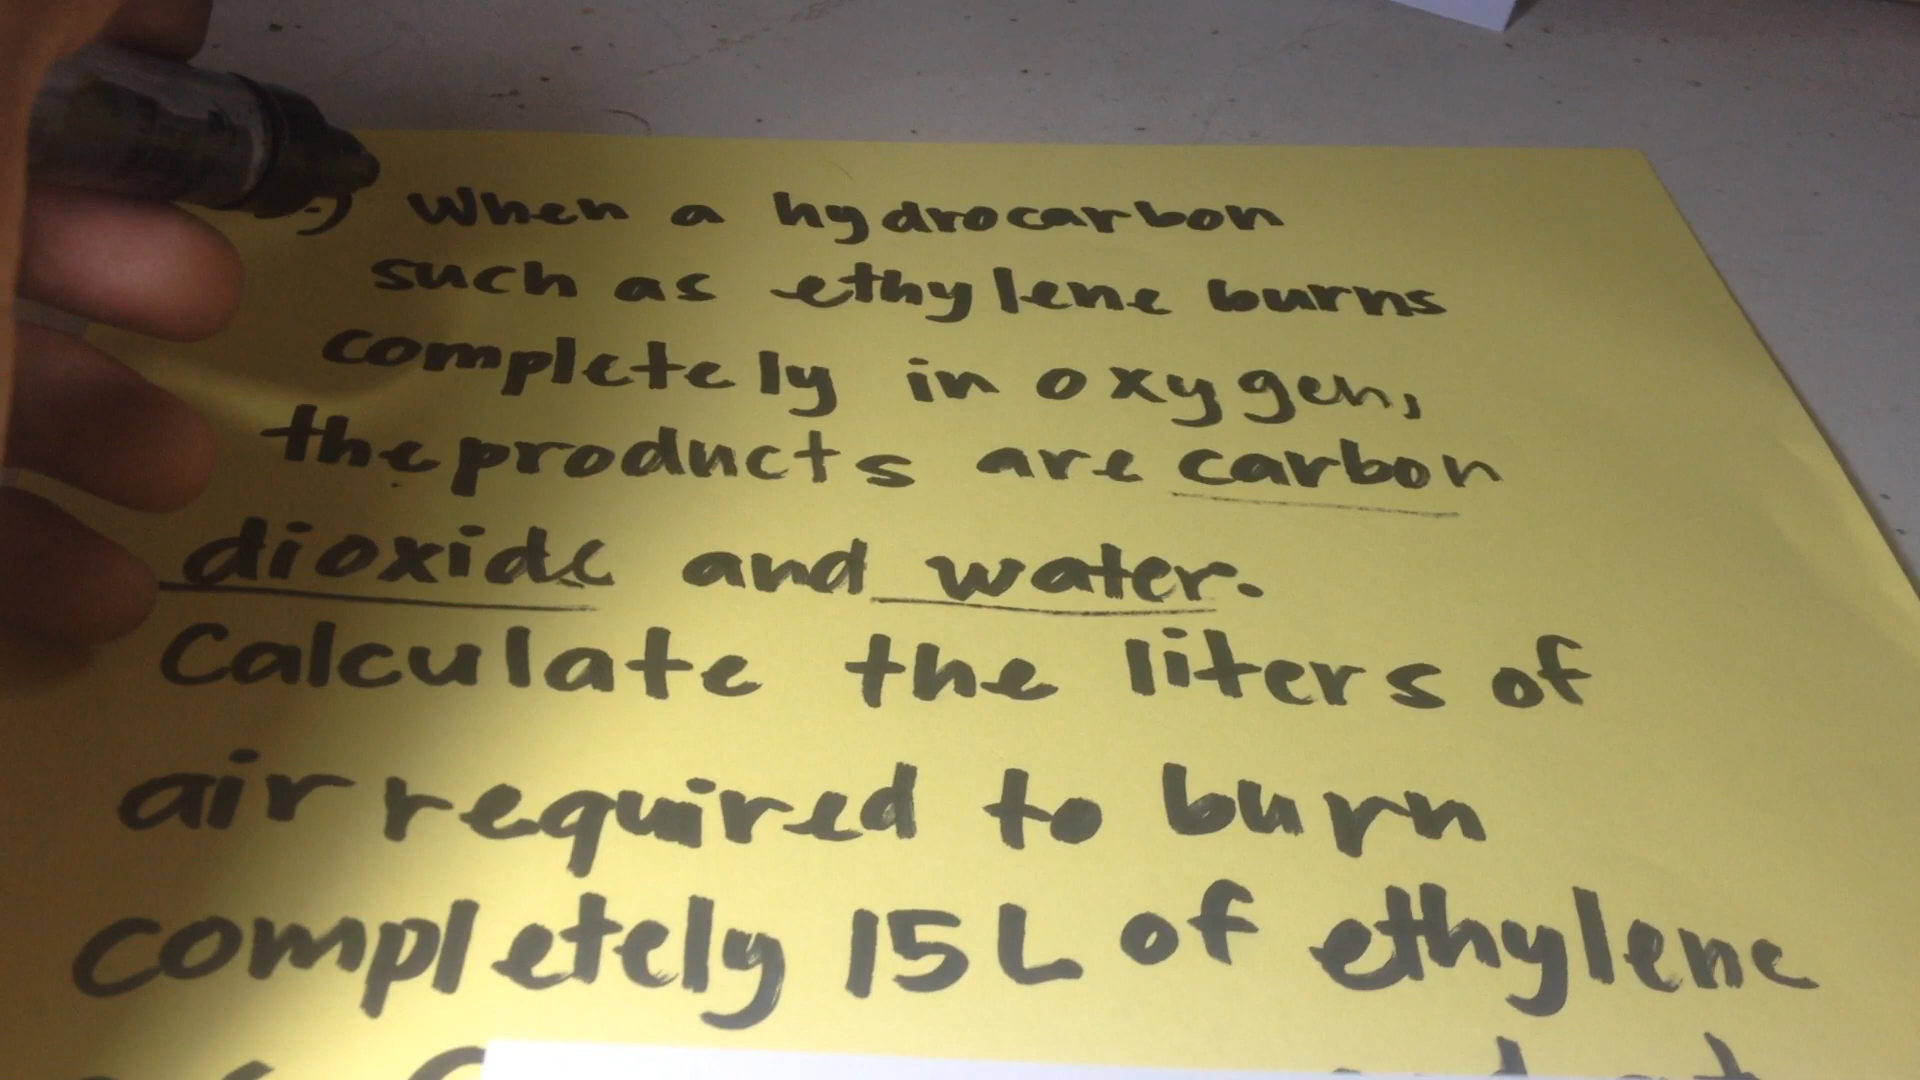 .) When a hydrocarbon
such as ethylene burns
completely in oxygen,
the products are carbon
dioxide and water.
Calculate the liters of
air required to burn
completely 15L of ethylene